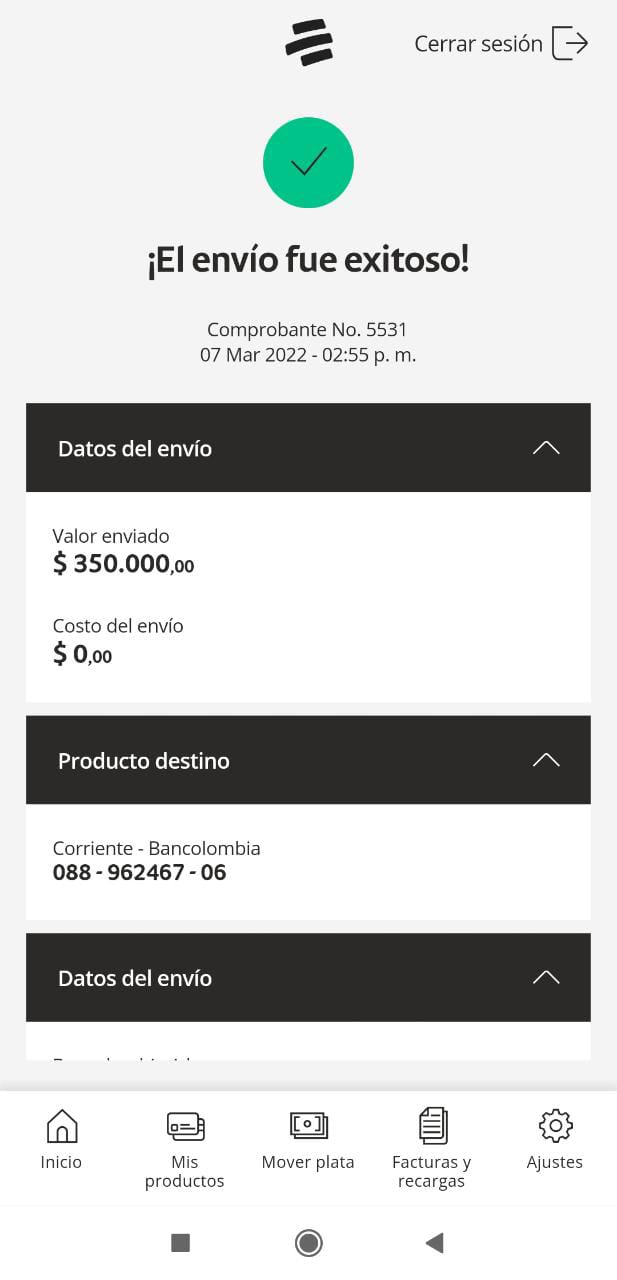 Cerrar sesión
¡El envío fue exitoso!
Comprobante No. 5531
07 Mar 2022 - 02:55 p. m.
Datos del envío
Valor enviado
$ 350.000,00
Costo del envío
$ 0,00
Producto destino
Corriente - Bancolombia
088 - 962467 - 06
Datos del envío
Inicio
Mis
productos
Mover plata
Facturas y
recargas
Ajustes